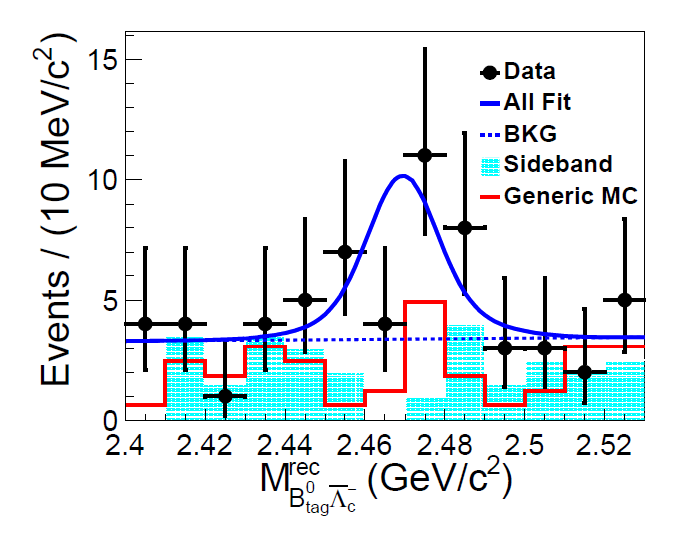 Events / (10 MeV/c²)
15
10
5
0
Data
All Fit
BKG
Sideband
Generic MC
2.4 2.42 2.44 2.46 2.48 2.5 2.52
M^rec_{B^0_tag Λ̅_c^-} (GeV/c²)